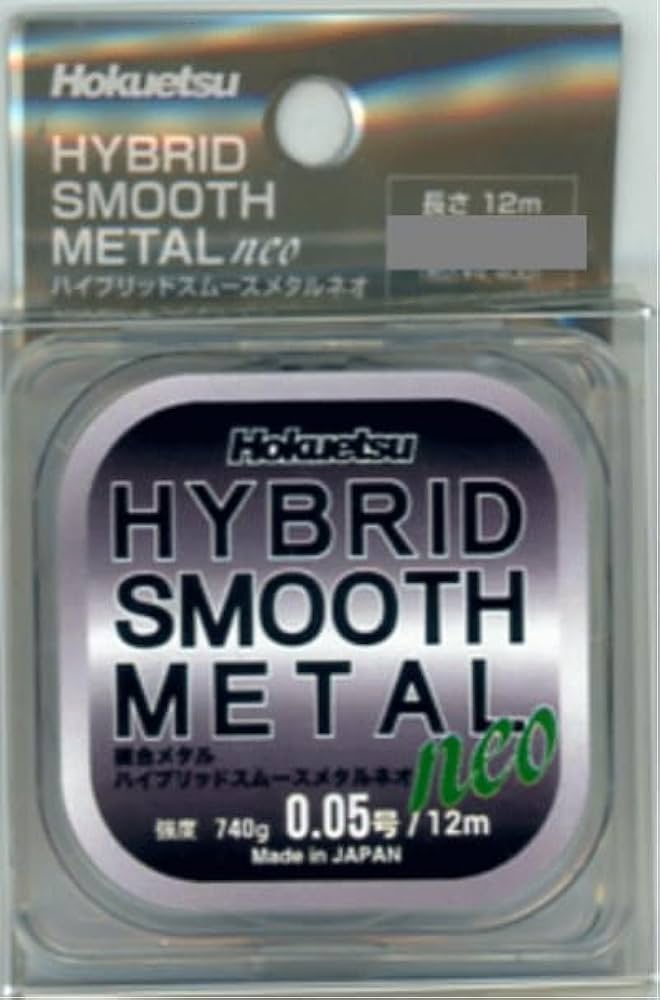 Hokuetsu
HYBRID
SMOOTH
METAL neo
ハイブリッドスムースメタルネオ
長さ 12m
Hokuetsu
HYBRID
SMOOTH
METAL
neo
複合メタル
ハイブリッドスムースメタルネオ
強度 740g 0.05号 / 12m
Made in JAPAN